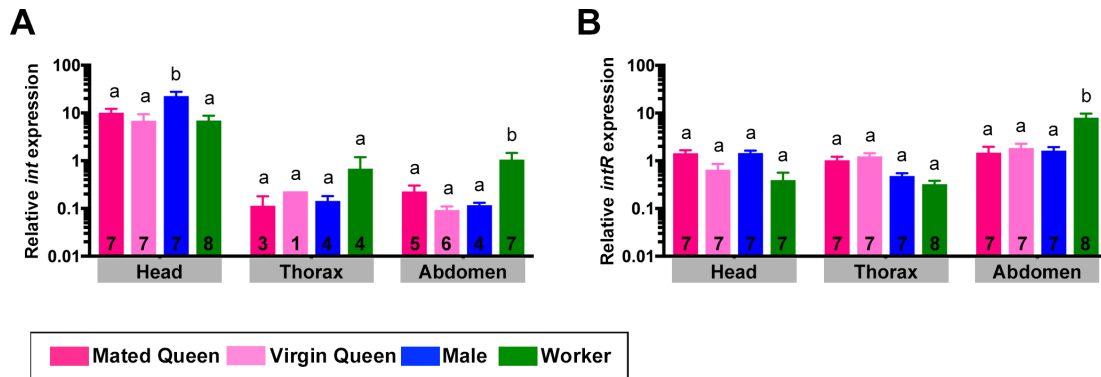 A
Relative int expression
100
10
1
0.1
0.01
a a b a
a a a a
a a a b
7 7 7 8
3 1 4 4
5 6 4 7
Head Thorax Abdomen
B
Relative intR expression
100
10
1
0.1
0.01
a a a a
a a a a
a a a b
7 7 7 7
7 7 7 8
7 7 7 8
Head Thorax Abdomen
Mated Queen Virgin Queen Male Worker